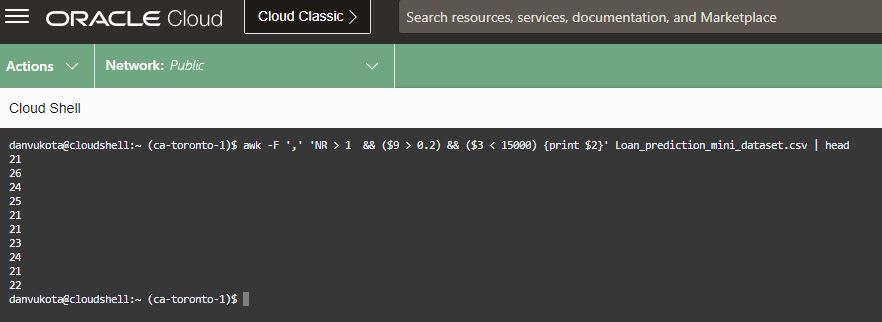 ORACLE Cloud
Cloud Classic
Search resources, services, documentation, and Marketplace
Actions
Network: Public
Cloud Shell
danvukota@cloudshell:~ (ca-toronto-1)$ awk -F ',' 'NR > 1  && ($9 > 0.2) && ($3 < 15000) {print $2}' Loan_prediction_mini_dataset.csv | head
21
26
24
25
21
21
23
24
21
22
danvukota@cloudshell:~ (ca-toronto-1)$